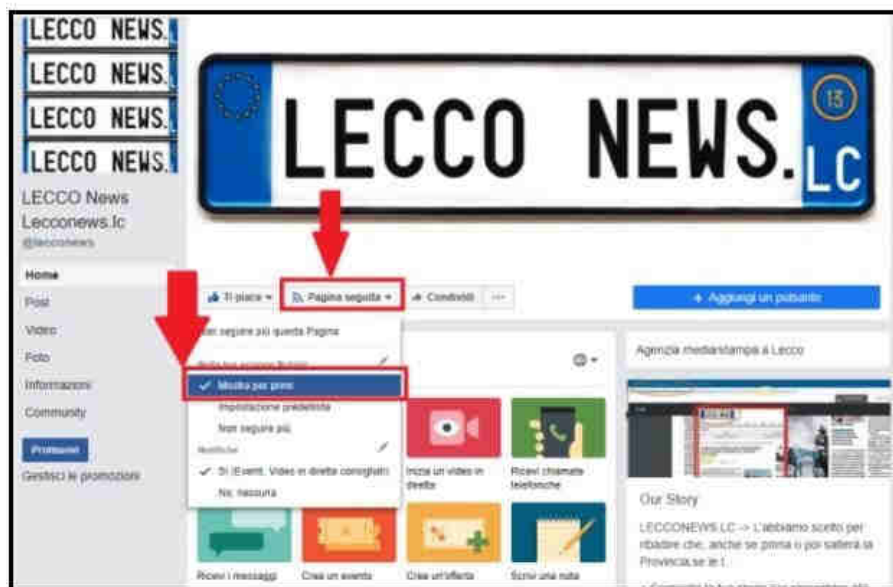 LECCO NEWS.
LECCO NEWS.
LECCO NEWS.
LECCO NEWS.
LECCO NEWS.
13
LC
LECCO News
Lecconews.lc
@lecconews
Home
Post
Video
Foto
Informazioni
Community
Promuovi
Gestisci le promozioni
Ti piace
Pagina seguita
Condividi
+ Aggiungi un pulsante
Non seguire più questa Pagina
Mostra per primi
Impostazione predefinita
Non seguire più
Notifiche
Sì (Eventi, Video in diretta consigliati)
No, nessuna
Inizia un video in
diretta
Ricevi chiamate
telefoniche
Ricevi i messaggi
Crea un evento
Crea un'offerta
Scrivi una nota
Agenzia mediastampa a Lecco
Our Story
LECCONEWS.LC -> L'abbiamo scelto per
ribadire che, anche se prima o poi salterà la
Provincia,se le t